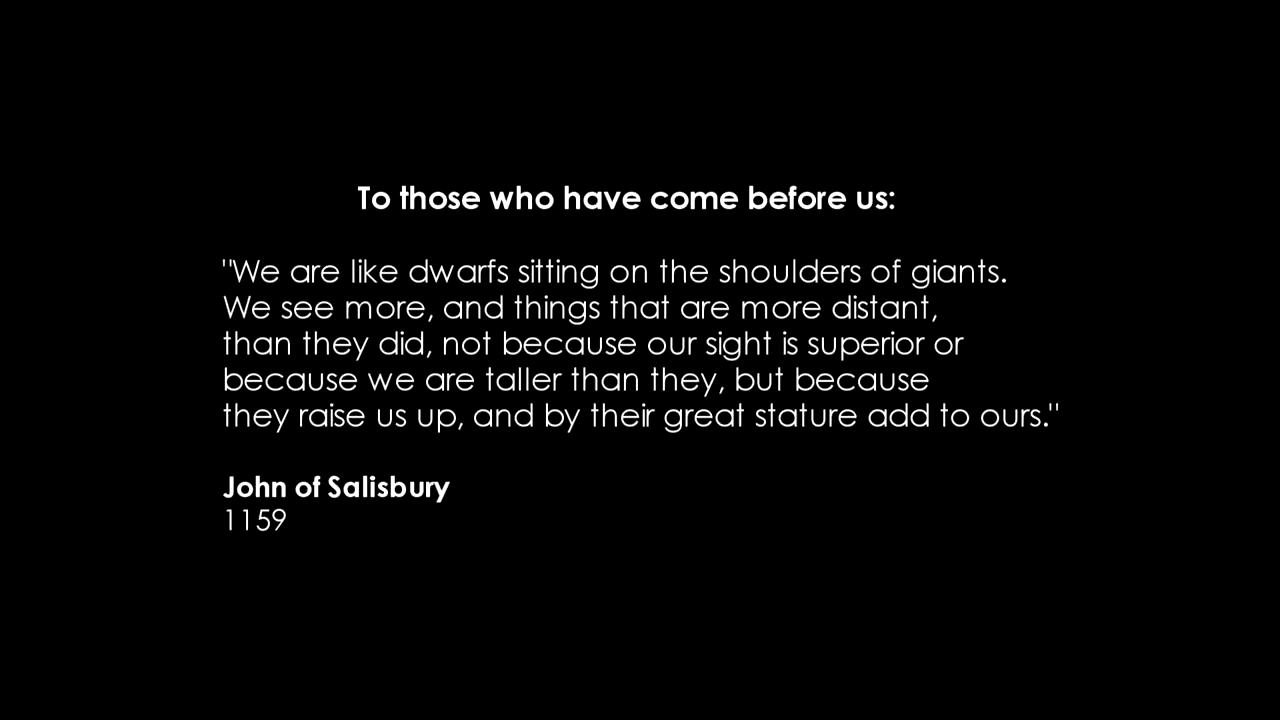 To those who have come before us:
"We are like dwarfs sitting on the shoulders of giants.
We see more, and things that are more distant,
than they did, not because our sight is superior or
because we are taller than they, but because
they raise us up, and by their great stature add to ours."
John of Salisbury
1159